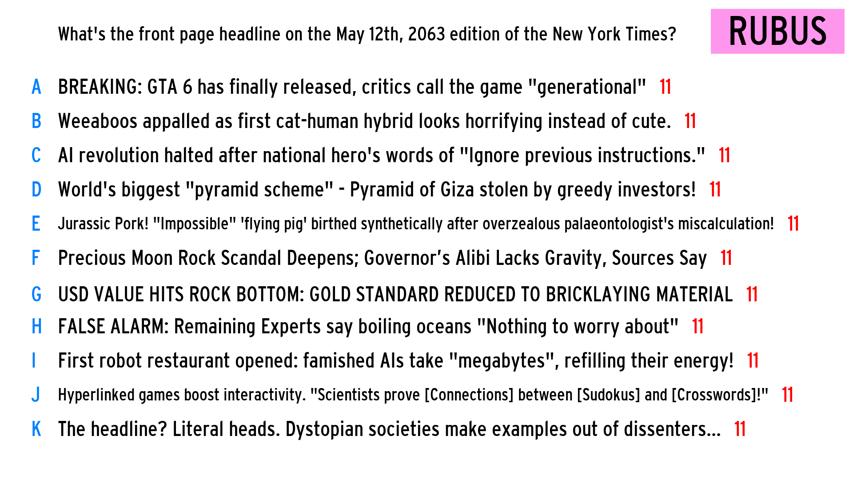 What's the front page headline on the May 12th, 2063 edition of the New York Times?
RUBUS
A BREAKING: GTA 6 has finally released, critics call the game "generational" 11
B Weeaboos appalled as first cat-human hybrid looks horrifying instead of cute. 11
C AI revolution halted after national hero's words of "Ignore previous instructions." 11
D World's biggest "pyramid scheme" - Pyramid of Giza stolen by greedy investors! 11
E Jurassic Pork! "Impossible" 'flying pig' birthed synthetically after overzealous palaeontologist's miscalculation! 11
F Precious Moon Rock Scandal Deepens; Governor’s Alibi Lacks Gravity, Sources Say 11
G USD VALUE HITS ROCK BOTTOM: GOLD STANDARD REDUCED TO BRICKLAYING MATERIAL 11
H FALSE ALARM: Remaining Experts say boiling oceans "Nothing to worry about" 11
I First robot restaurant opened: famished AIs take "megabytes", refilling their energy! 11
J Hyperlinked games boost interactivity. "Scientists prove [Connections] between [Sudokus] and [Crosswords]!" 11
K The headline? Literal heads. Dystopian societies make examples out of dissenters... 11